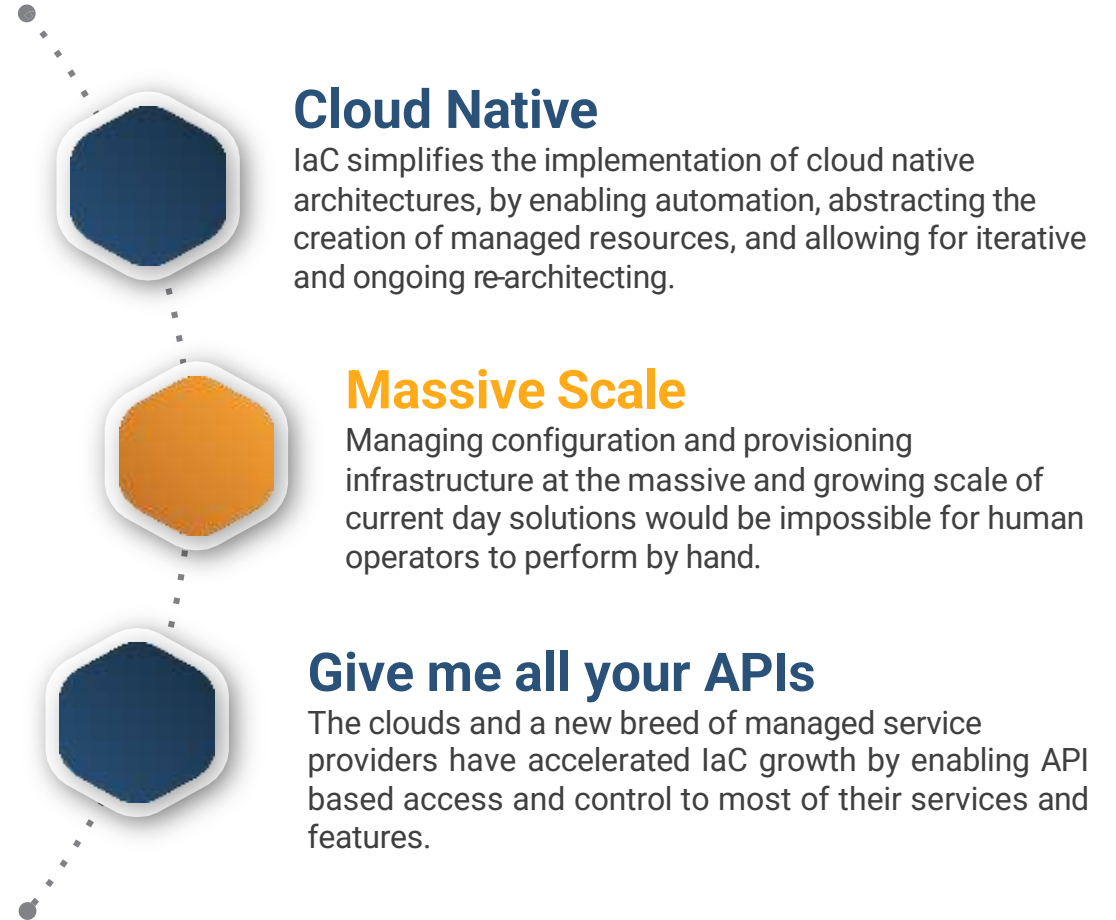 Cloud Native
IaC simplifies the implementation of cloud native
architectures, by enabling automation, abstracting the
creation of managed resources, and allowing for iterative
and ongoing re-architecting.
Massive Scale
Managing configuration and provisioning
infrastructure at the massive and growing scale of
current day solutions would be impossible for human
operators to perform by hand.
Give me all your APIs
The clouds and a new breed of managed service
providers have accelerated IaC growth by enabling API
based access and control to most of their services and
features.